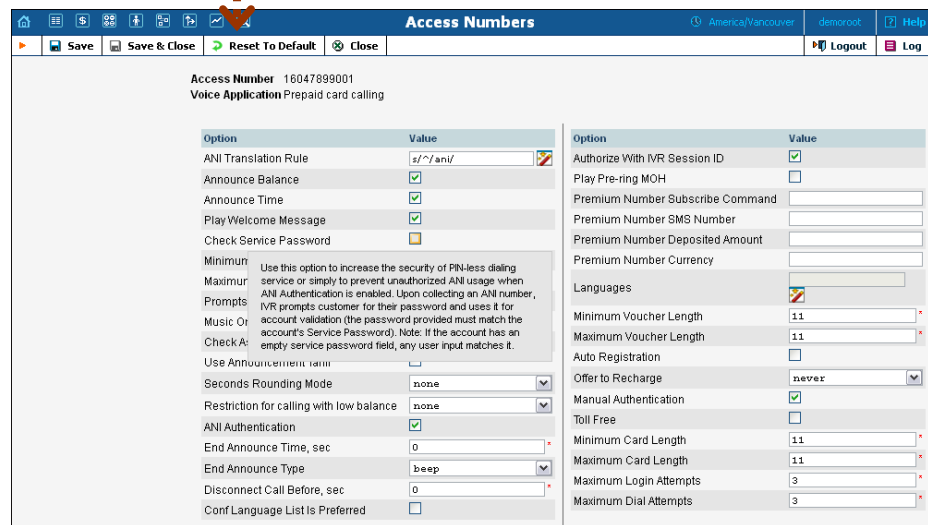 Access Numbers
America/Vancouver
demoroot
Help
Save
Save & Close
Reset To Default
Close
Logout
Log
Access Number 16047899001
Voice Application Prepaid card calling
Option Value
ANI Translation Rule s/^/ani/
Announce Balance
Announce Time
Play Welcome Message
Check Service Password
Minimum
Prompts
Music On
Use this option to increase the security of PIN-less dialing
service or simply to prevent unauthorized ANI usage when
ANI Authentication is enabled. Upon collecting an ANI number,
IVR prompts customer for their password and uses it for
account validation (the password provided must match the
account's Service Password). Note: If the account has an
empty service password field, any user input matches it.
Seconds Rounding Mode none
Restriction for calling with low balance none
ANI Authentication
End Announce Time, sec 0 *
End Announce Type beep
Disconnect Call Before, sec 0 *
Conf Language List Is Preferred
Option Value
Authorize With IVR Session ID
Play Pre-ring MOH
Premium Number Subscribe Command
Premium Number SMS Number
Premium Number Deposited Amount
Premium Number Currency
Languages
Minimum Voucher Length 11 *
Maximum Voucher Length 11 *
Auto Registration
Offer to Recharge never
Manual Authentication
Toll Free
Minimum Card Length 11 *
Maximum Card Length 11 *
Maximum Login Attempts 3 *
Maximum Dial Attempts 3 *